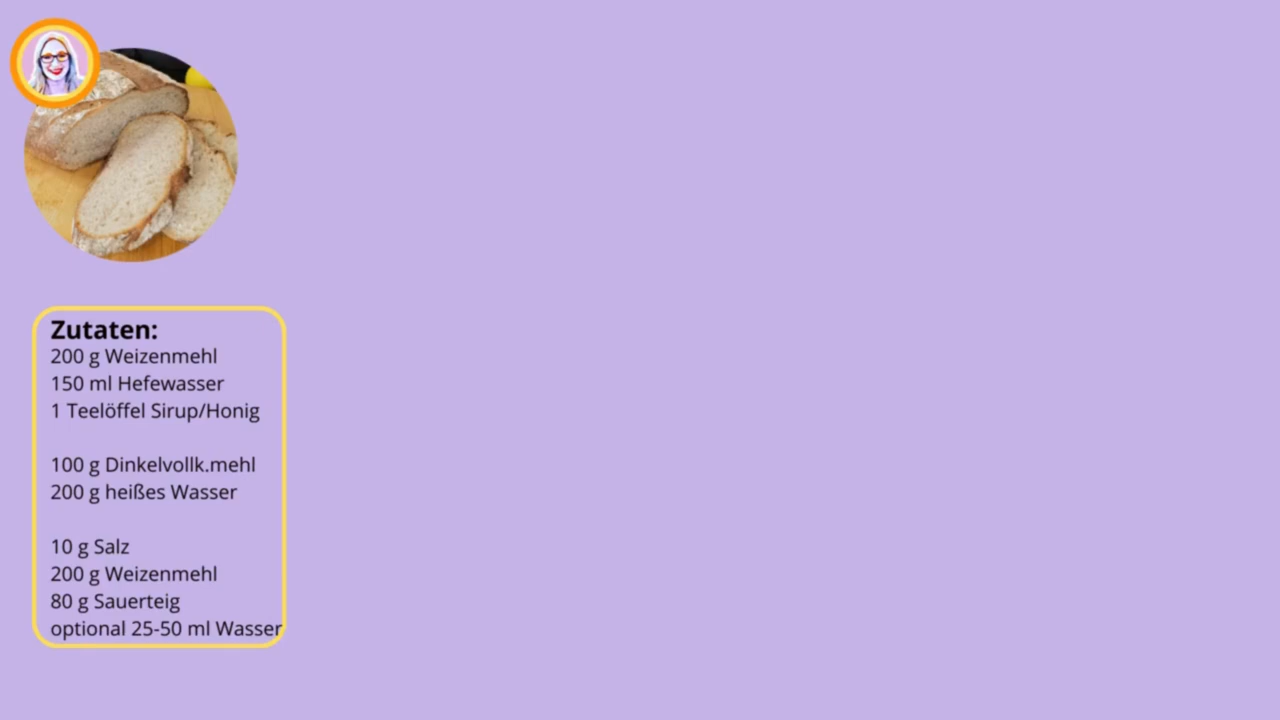 Zutaten:
200 g Weizenmehl
150 ml Hefewasser
1 Teelöffel Sirup/Honig
100 g Dinkelvollk.mehl
200 g heißes Wasser
10 g Salz
200 g Weizenmehl
80 g Sauerteig
optional 25-50 ml Wasser